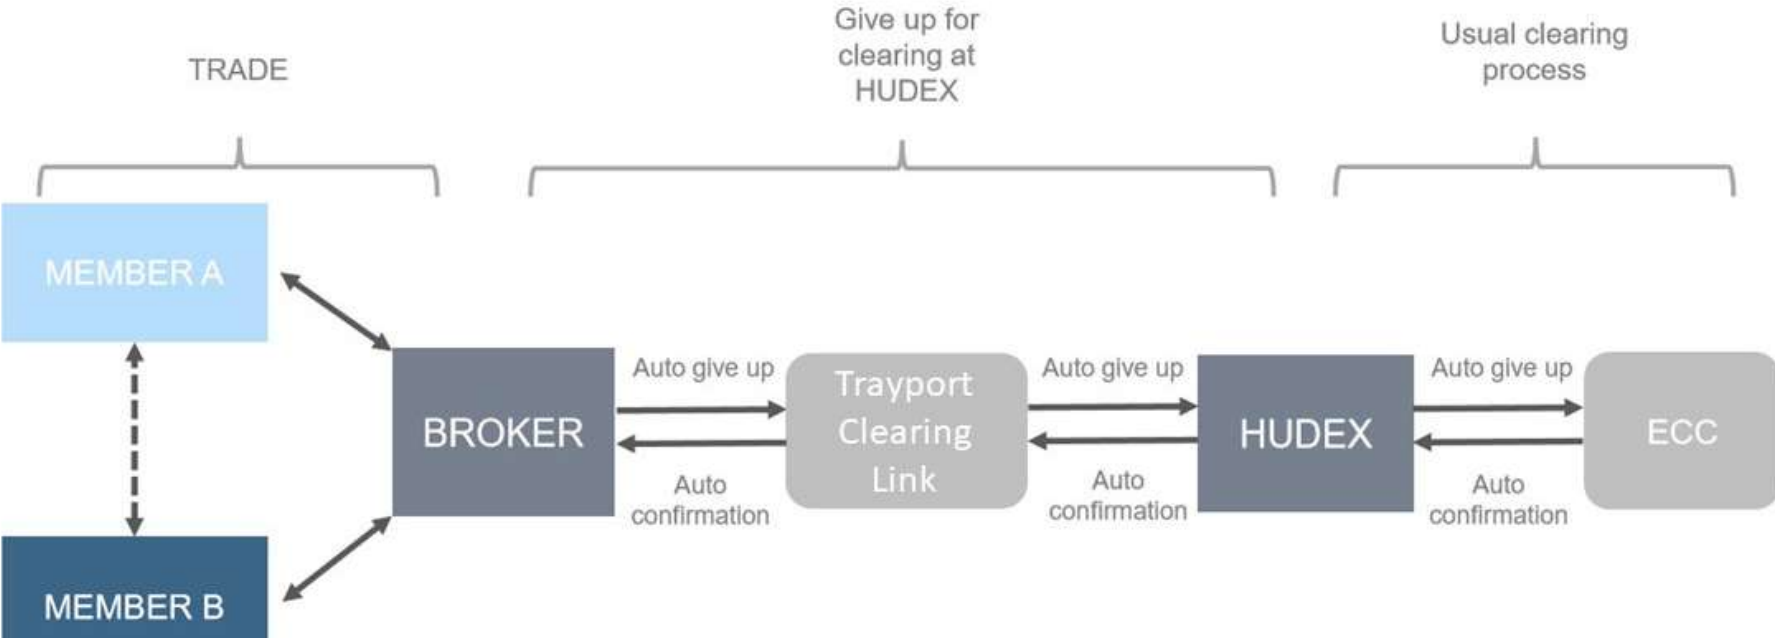 TRADE
Give up for
clearing at
HUDEX
Usual clearing
process
MEMBER A
MEMBER B
BROKER
Auto give up
Auto
confirmation
Trayport
Clearing
Link
Auto give up
Auto
confirmation
HUDEX
Auto give up
Auto
confirmation
ECC